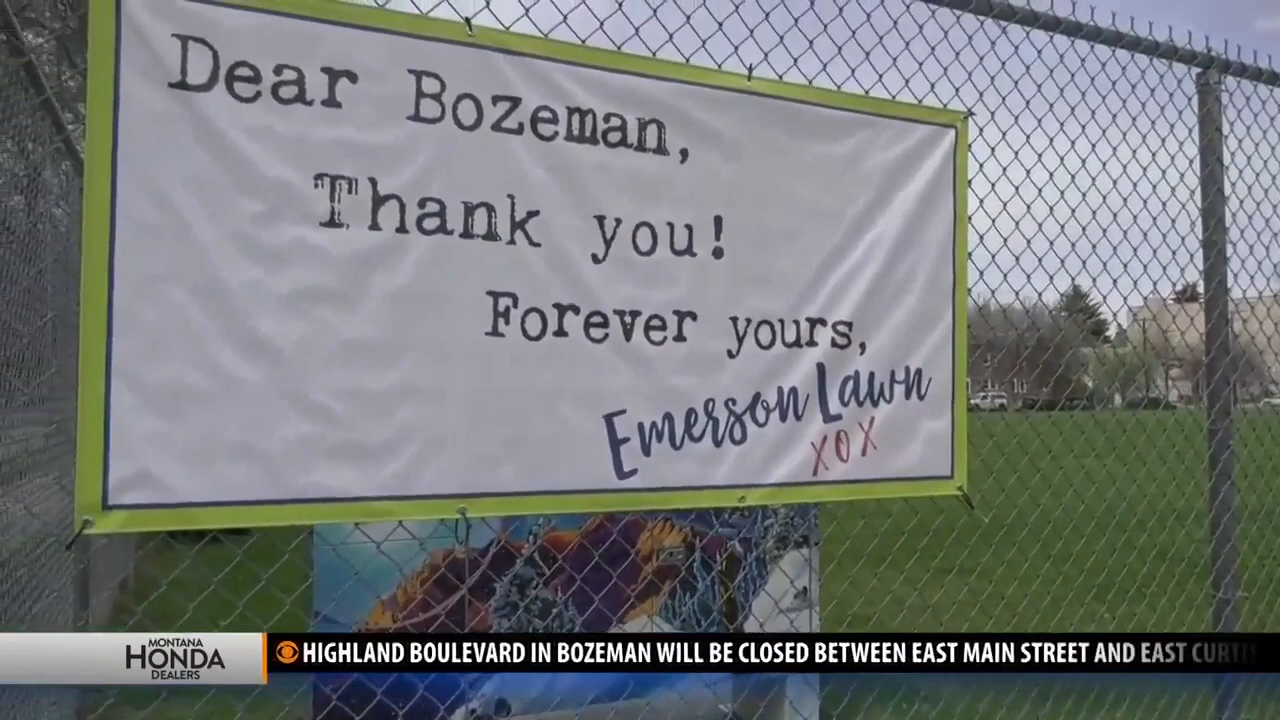 Dear Bozeman,
Thank you!
Forever yours,
Emerson Lawn
XOX
MONTANA
HONDA
DEALERS
HIGHLAND BOULEVARD IN BOZEMAN WILL BE CLOSED BETWEEN EAST MAIN STREET AND EAST